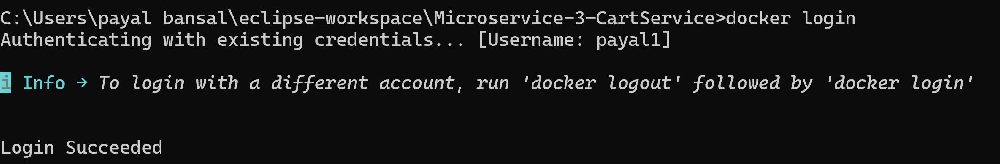 C:\Users\payal bansal\eclipse-workspace\Microservice-3-CartService>docker login
Authenticating with existing credentials... [Username: payal1]
i Info → To login with a different account, run 'docker logout' followed by 'docker login'
Login Succeeded